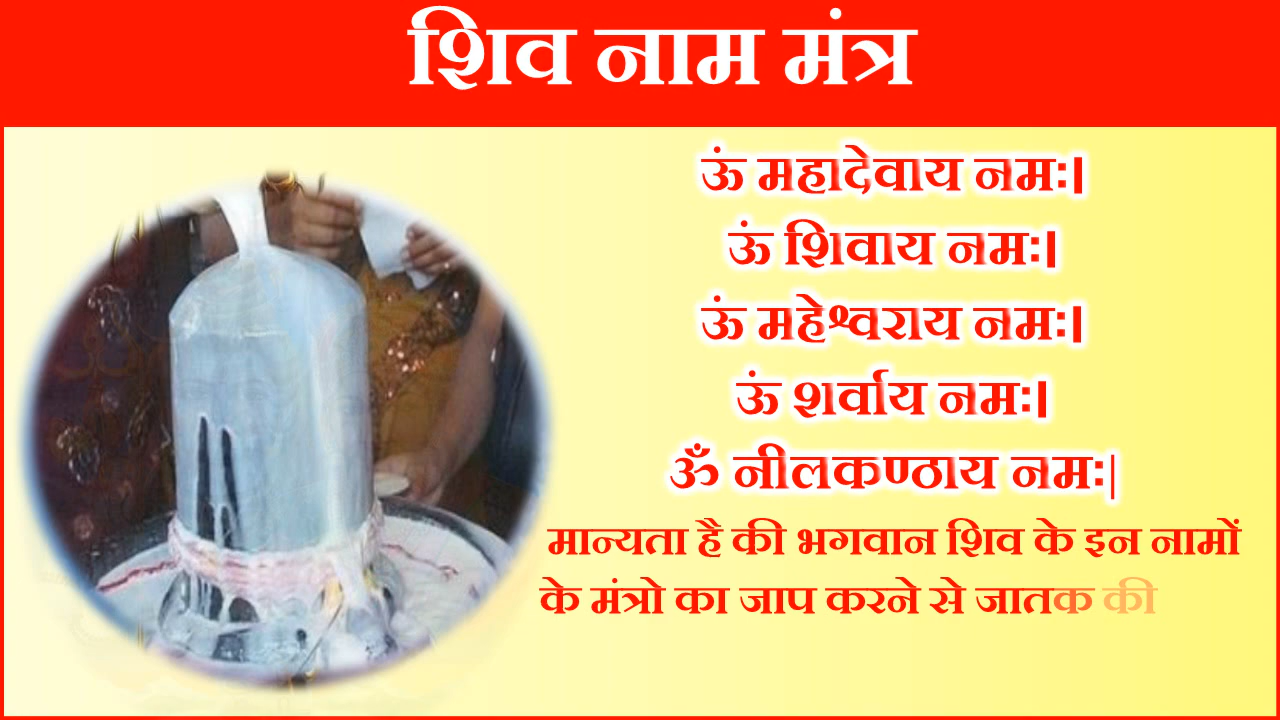 शिव नाम मंत्र
ऊं महादेवाय नमः।
ऊं शिवाय नमः।
ऊं महेश्वराय नमः।
ऊं शर्वाय नमः।
ॐ नीलकण्ठाय नमः|
मान्यता है की भगवान शिव के इन नामों
के मंत्रो का जाप करने से जातक की